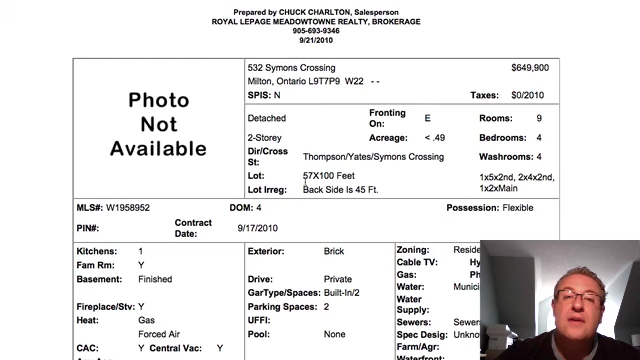 Prepared by CHUCK CHARLTON, Salesperson
ROYAL LEPAGE MEADOWTOWNE REALTY, BROKERAGE
905-693-9346
9/21/2010
Photo
Not
Available
532 Symons Crossing $649,900
Milton, Ontario L9T7P9 W22 - -
SPIS: N Taxes: $0/2010
Detached Fronting On: E Rooms: 9
2-Storey Acreage: < .49 Bedrooms: 4
Dir/Cross St: Thompson/Yates/Symons Crossing Washrooms: 4
Lot: 57X100 Feet 1x5x2nd, 2x4x2nd,
Lot Irreg: Back Side Is 45 Ft. 1x2xMain
MLS#: W1958952 DOM: 4 Possession: Flexible
PIN#: Contract Date: 9/17/2010
Kitchens: 1
Fam Rm: Y
Basement: Finished
Fireplace/Stv: Y
Heat: Gas
Forced Air
CAC: Y Central Vac: Y
Exterior: Brick
Drive: Private
GarType/Spaces: Built-In/2
Parking Spaces: 2
UFFI:
Pool: None
Zoning:
Cable TV:
Gas:
Water:
Water
Supply:
Sewers:
Spec Desig:
Farm/Agr: